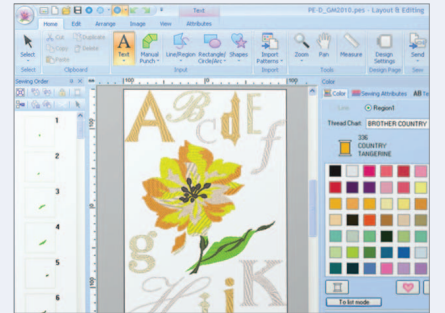 Text
PE-D_GM2010.pes - Layout & Editing
Home Edit Arrange Image View Attributes
Select
Cut
Duplicate
Copy
Delete
Paste
Text
Manual Punch
Line/Region
Rectangle/Circle/Arc
Shapes
Import Patterns
Zoom
Pan
Measure
Design Settings
Send
Select Clipboard Input Import Tools Design Page Sew
Sewing Order
1
2
3
4
5
6
A B C d E f
g
H i j K
Color
Color Sewing Attributes
Region1
Thread Chart BROTHER COUNTRY
336
COUNTRY
TANGERINE
To list mode